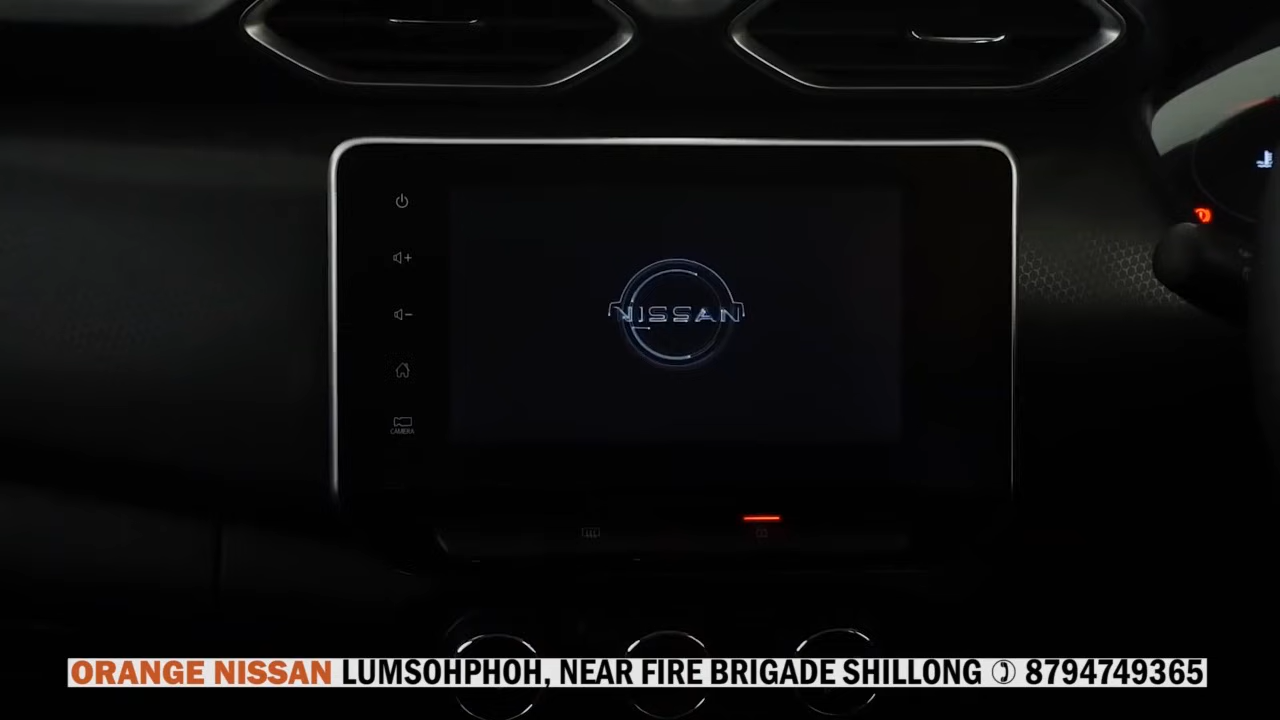 NISSAN
CAMERA
ORANGE NISSAN LUMSOHPHOH, NEAR FIRE BRIGADE SHILLONG ✆ 8794749365